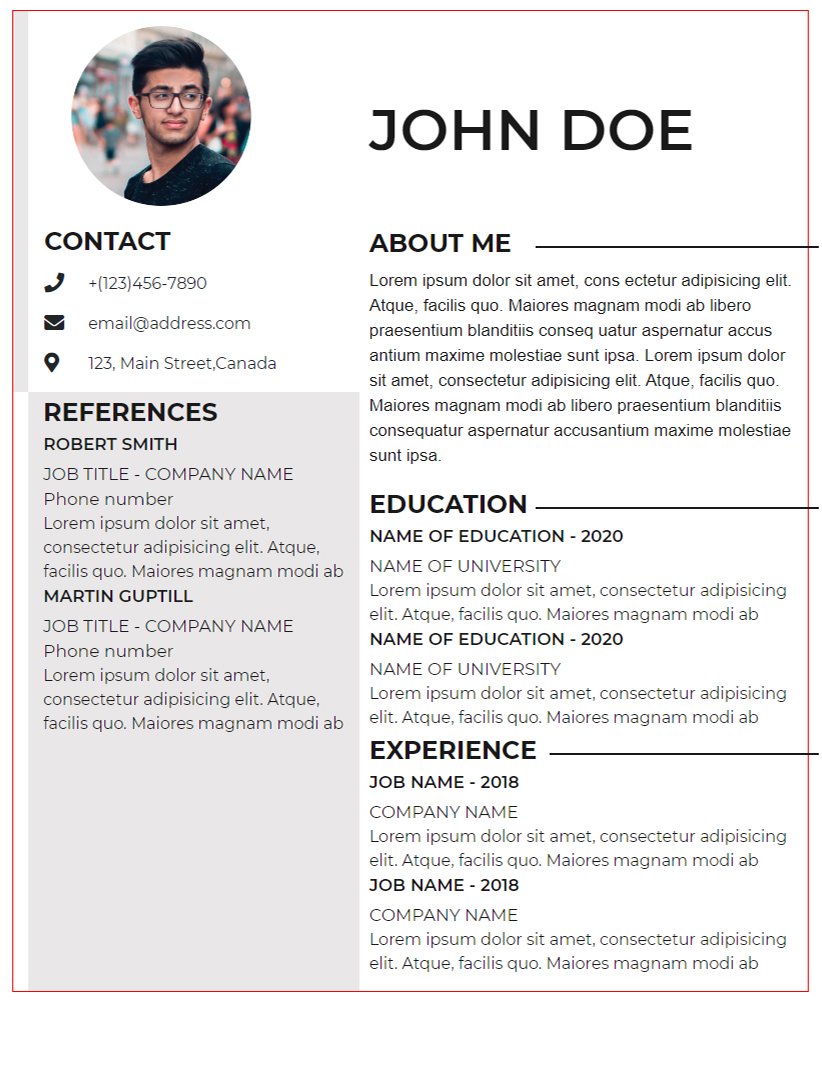 JOHN DOE
CONTACT
+(123)456-7890
email@address.com
123, Main Street,Canada
REFERENCES
ROBERT SMITH
JOB TITLE - COMPANY NAME
Phone number
Lorem ipsum dolor sit amet,
consectetur adipisicing elit. Atque,
facilis quo. Maiores magnam modi ab
MARTIN GUPTILL
JOB TITLE - COMPANY NAME
Phone number
Lorem ipsum dolor sit amet,
consectetur adipisicing elit. Atque,
facilis quo. Maiores magnam modi ab
ABOUT ME
Lorem ipsum dolor sit amet, cons ectetur adipisicing elit.
Atque, facilis quo. Maiores magnam modi ab libero
praesentium blanditiis conseq uatur aspernatur accus
antium maxime molestiae sunt ipsa. Lorem ipsum dolor
sit amet, consectetur adipisicing elit. Atque, facilis quo.
Maiores magnam modi ab libero praesentium blanditiis
consequatur aspernatur accusantium maxime molestiae
sunt ipsa.
EDUCATION
NAME OF EDUCATION - 2020
NAME OF UNIVERSITY
Lorem ipsum dolor sit amet, consectetur adipisicing
elit. Atque, facilis quo. Maiores magnam modi ab
NAME OF EDUCATION - 2020
NAME OF UNIVERSITY
Lorem ipsum dolor sit amet, consectetur adipisicing
elit. Atque, facilis quo. Maiores magnam modi ab
EXPERIENCE
JOB NAME - 2018
COMPANY NAME
Lorem ipsum dolor sit amet, consectetur adipisicing
elit. Atque, facilis quo. Maiores magnam modi ab
JOB NAME - 2018
COMPANY NAME
Lorem ipsum dolor sit amet, consectetur adipisicing
elit. Atque, facilis quo. Maiores magnam modi ab